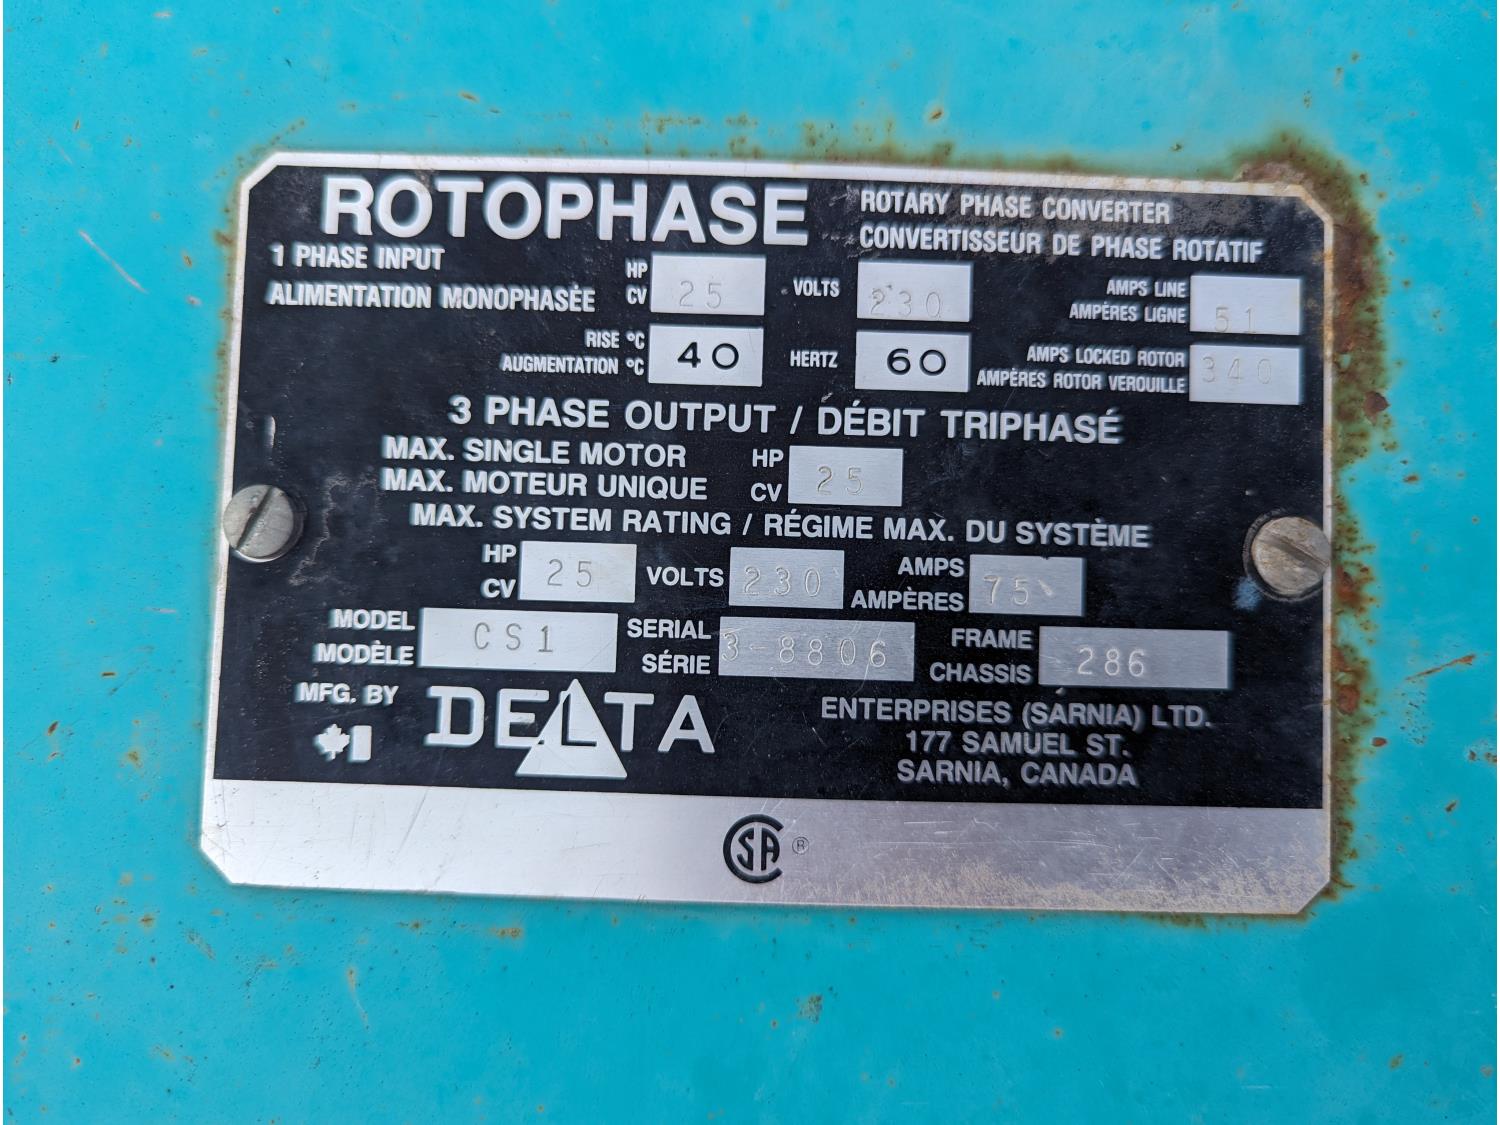 ROTOPHASE
ROTARY PHASE CONVERTER
CONVERTISSEUR DE PHASE ROTATIF
1 PHASE INPUT
ALIMENTATION MONOPHASÉE
HP
CV 25
VOLTS 230
AMPS LINE
AMPÈRES LIGNE 51
RISE °C
AUGMENTATION °C 40
HERTZ 60
AMPS LOCKED ROTOR
AMPÈRES ROTOR VEROUILLE 340
3 PHASE OUTPUT / DÉBIT TRIPHASÉ
MAX. SINGLE MOTOR
MAX. MOTEUR UNIQUE
HP
CV 25
MAX. SYSTEM RATING / RÉGIME MAX. DU SYSTÈME
HP
CV 25
VOLTS 230
AMPS
AMPÈRES 75
MODEL
MODÈLE CS1
SERIAL
SÉRIE 3-8806
FRAME
CHASSIS 286
MFG. BY
DELTA
ENTERPRISES (SARNIA) LTD.
177 SAMUEL ST.
SARNIA, CANADA
CSA ®